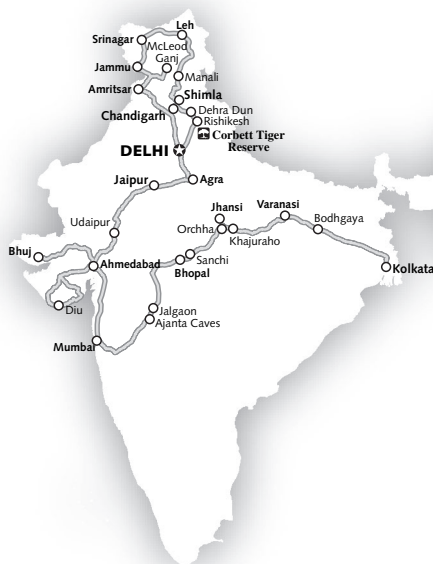 Leh
Srinagar
McLeod
Ganj
Jammu
Manali
Amritsar
Shimla
Chandigarh
Dehra Dun
Rishikesh
Corbett Tiger
Reserve
DELHI
Jaipur
Agra
Jhansi
Varanasi
Udaipur
Orchha
Khajuraho
Bodhgaya
Bhuj
Ahmedabad
Sanchi
Bhopal
Kolkata
Diu
Jalgaon
Ajanta Caves
Mumbai